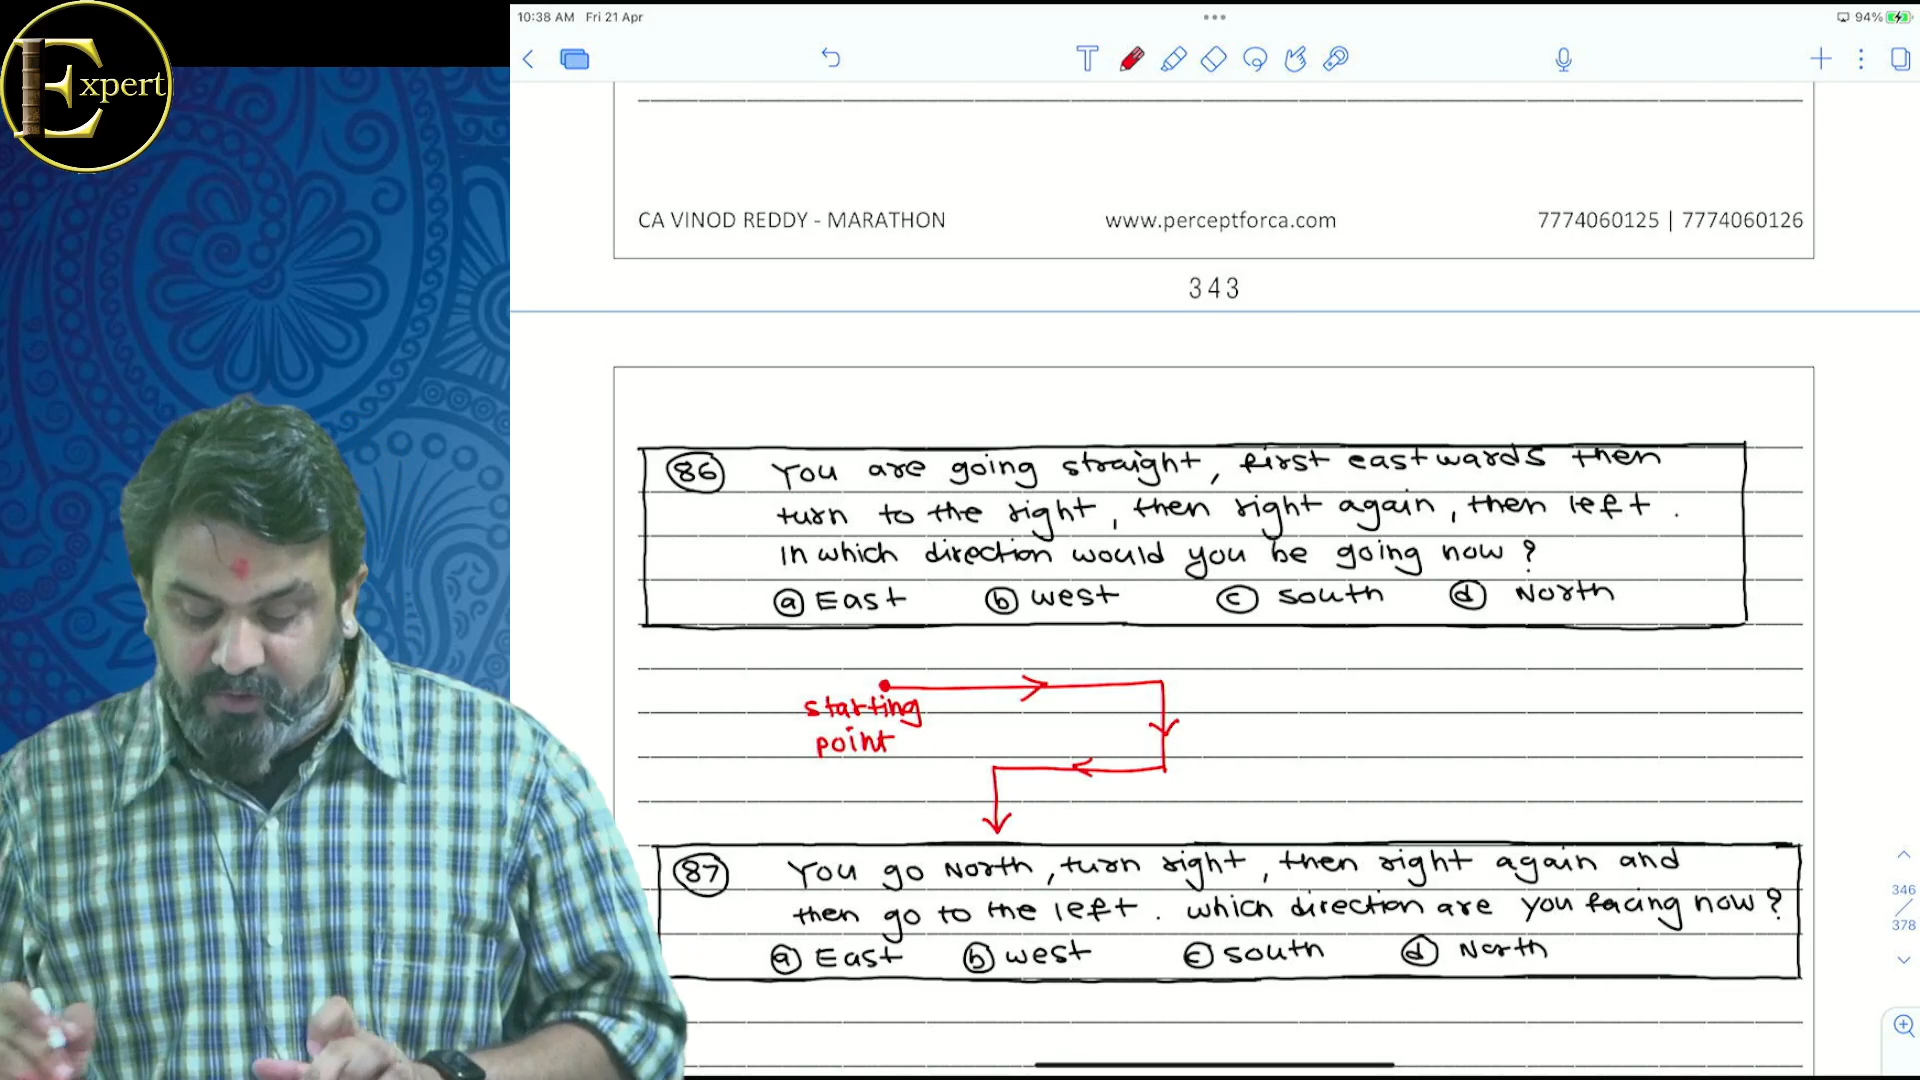 Expert
10:38 AM Fri 21 Apr
94%
CA VINOD REDDY - MARATHON www.perceptforca.com 7774060125 | 7774060126
343
86 You are going straight, first eastwards then
turn to the right, then right again, then left.
In which direction would you be going now?
a East b west c south d North
starting
point
87 You go North, turn right, then right again and
then go to the left. which direction are you facing now?
a East b west c south d North
346
378